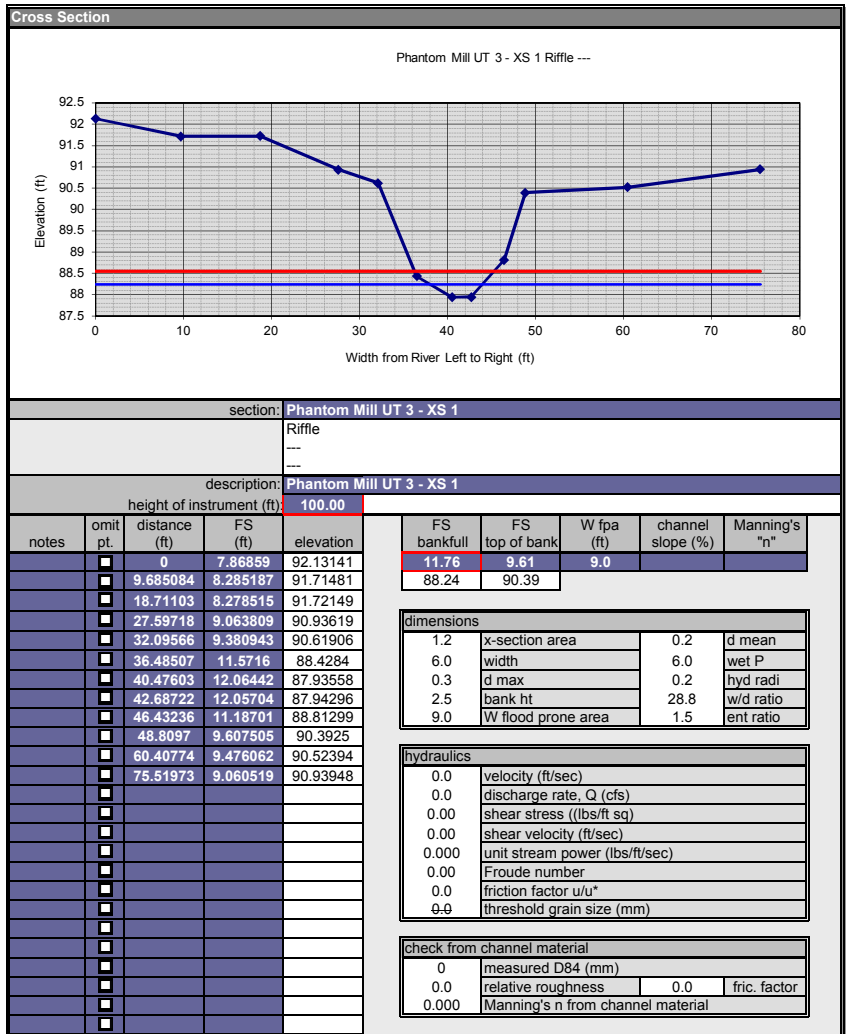 Cross Section
Phantom Mill UT 3 - XS 1 Riffle ---
92.5
92
91.5
91
90.5
90
89.5
89
88.5
88
87.5
Elevation (ft)
0 10 20 30 40 50 60 70 80
Width from River Left to Right (ft)
section: Phantom Mill UT 3 - XS 1
Riffle
---
---
description: Phantom Mill UT 3 - XS 1
height of instrument (ft): 100.00
notes omit pt. distance (ft) FS (ft) elevation
0 7.86859 92.13141
9.685084 8.285187 91.71481
18.71103 8.278515 91.72149
27.59718 9.063809 90.93619
32.09566 9.380943 90.61906
36.48507 11.5716 88.4284
40.47603 12.06442 87.93558
42.68722 12.05704 87.94296
46.43236 11.18701 88.81299
48.8097 9.607505 90.3925
60.40774 9.476062 90.52394
75.51973 9.060519 90.93948
FS bankfull FS top of bank W fpa (ft) channel slope (%) Manning's "n"
11.76 9.61 9.0
88.24 90.39
dimensions
1.2 x-section area 0.2 d mean
6.0 width 6.0 wet P
0.3 d max 0.2 hyd radi
2.5 bank ht 28.8 w/d ratio
9.0 W flood prone area 1.5 ent ratio
hydraulics
0.0 velocity (ft/sec)
0.0 discharge rate, Q (cfs)
0.00 shear stress ((lbs/ft sq)
0.00 shear velocity (ft/sec)
0.000 unit stream power (lbs/ft/sec)
0.00 Froude number
0.0 friction factor u/u*
0.0 threshold grain size (mm)
check from channel material
0 measured D84 (mm)
0.0 relative roughness 0.0 fric. factor
0.000 Manning's n from channel material